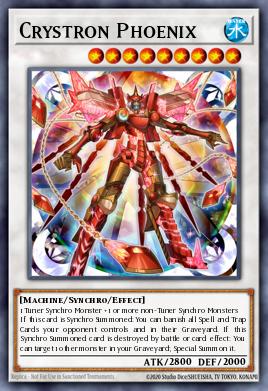 Crystron Phoenix
WATER
水
[Machine/Synchro/Effect]
1 Tuner Synchro Monster + 1 or more non-Tuner Synchro Monsters
If this card is Synchro Summoned: You can banish all Spell and Trap
Cards your opponent controls and in their Graveyard. If this
Synchro Summoned card is destroyed by battle or card effect: You
can target 1 other monster in your Graveyard; Special Summon it.
ATK/2800 DEF/2000
Replica - Not For Use in Sanctioned Tournaments ©2020 Studio Dice/SHUEISHA, TV TOKYO, KONAMI